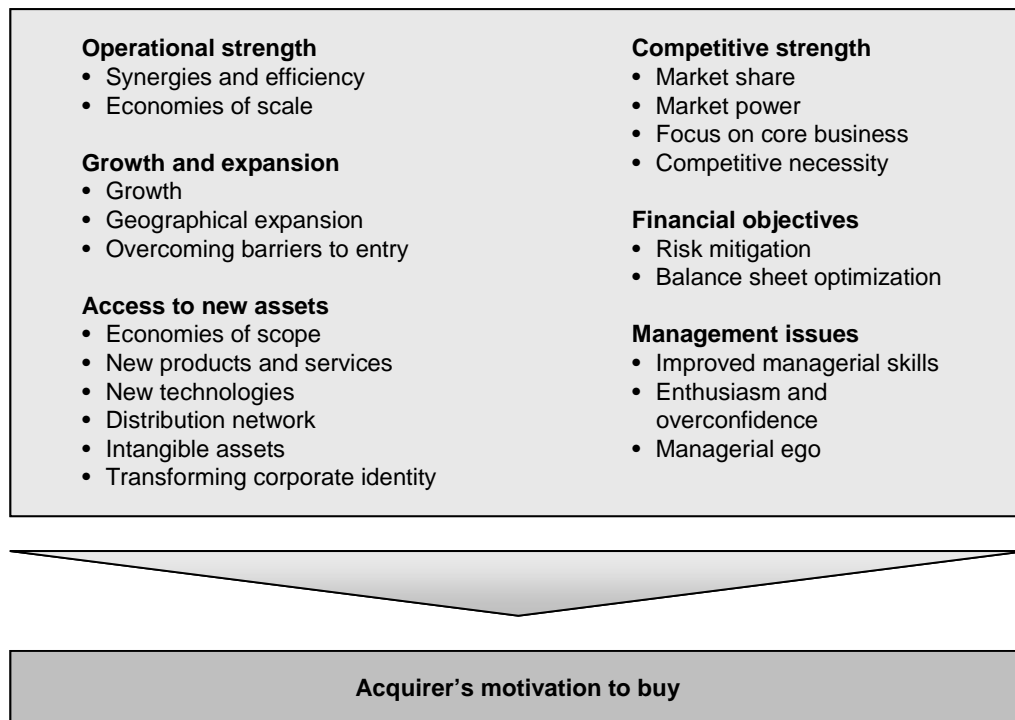 Operational strength
• Synergies and efficiency
• Economies of scale
Growth and expansion
• Growth
• Geographical expansion
• Overcoming barriers to entry
Access to new assets
• Economies of scope
• New products and services
• New technologies
• Distribution network
• Intangible assets
• Transforming corporate identity
Competitive strength
• Market share
• Market power
• Focus on core business
• Competitive necessity
Financial objectives
• Risk mitigation
• Balance sheet optimization
Management issues
• Improved managerial skills
• Enthusiasm and
overconfidence
• Managerial ego
Acquirer’s motivation to buy